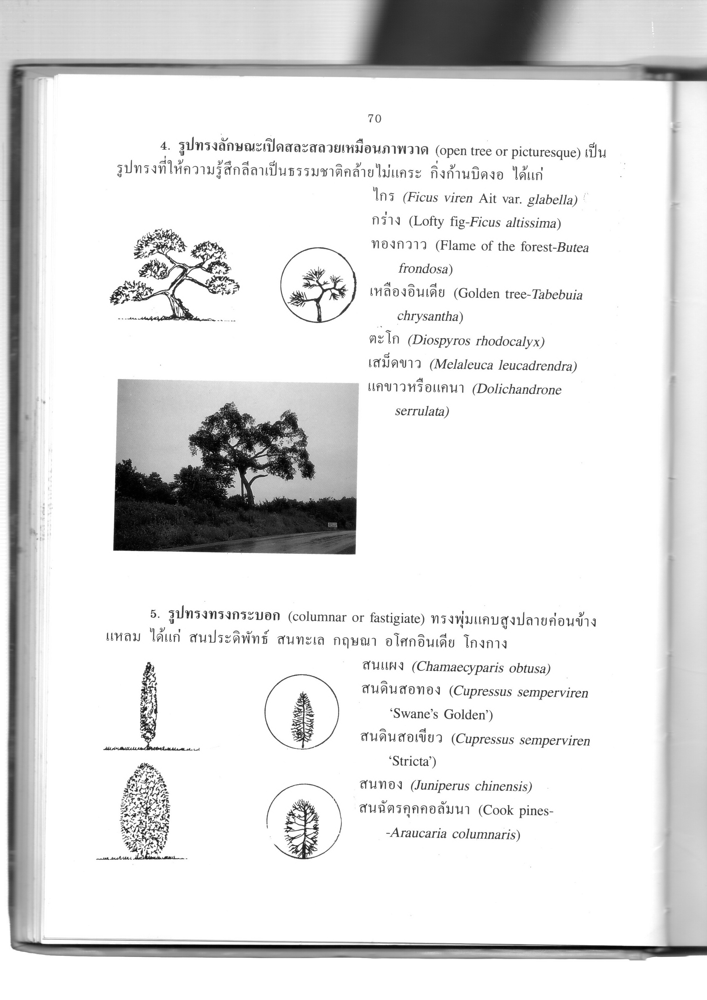 70
4. รูปทรงลักษณะเปิดสละสลวยเหมือนภาพวาด (open tree or picturesque) เป็น
รูปทรงที่ให้ความรู้สึกลีลาเป็นธรรมชาติคล้ายไม่แคระ กิ่งก้านบิดงอ ได้แก่
ไกร (Ficus viren Ait var. glabella)
กร่าง (Lofty fig-Ficus altissima)
ทองกวาว (Flame of the forest-Butea
frondosa)
เหลืองอินเดีย (Golden tree-Tabebuia
chrysantha)
ตะโก (Diospyros rhodocalyx)
เสม็ดขาว (Melaleuca leucadrendra)
แคขาวหรือแคนา (Dolichandrone
serrulata)
5. รูปทรงทรงกระบอก (columnar or fastigiate) ทรงพุ่มแคบสูงปลายค่อนข้าง
แหลม ได้แก่ สนประดิพัทธ์ สนทะเล กฤษณา อโศกอินเดีย โกงกาง
สนแผง (Chamaecyparis obtusa)
สนดินสอทอง (Cupressus semperviren
‘Swane’s Golden’)
สนดินสอเขียว (Cupressus semperviren
‘Stricta’)
สนทอง (Juniperus chinensis)
สนฉัตรคุคคอลัมนา (Cook pines-
-Araucaria columnaris)